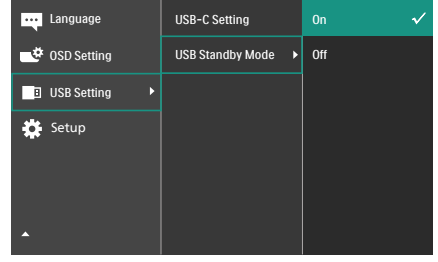 Language
OSD Setting
USB Setting
Setup
USB-C Setting
USB Standby Mode
On
Off